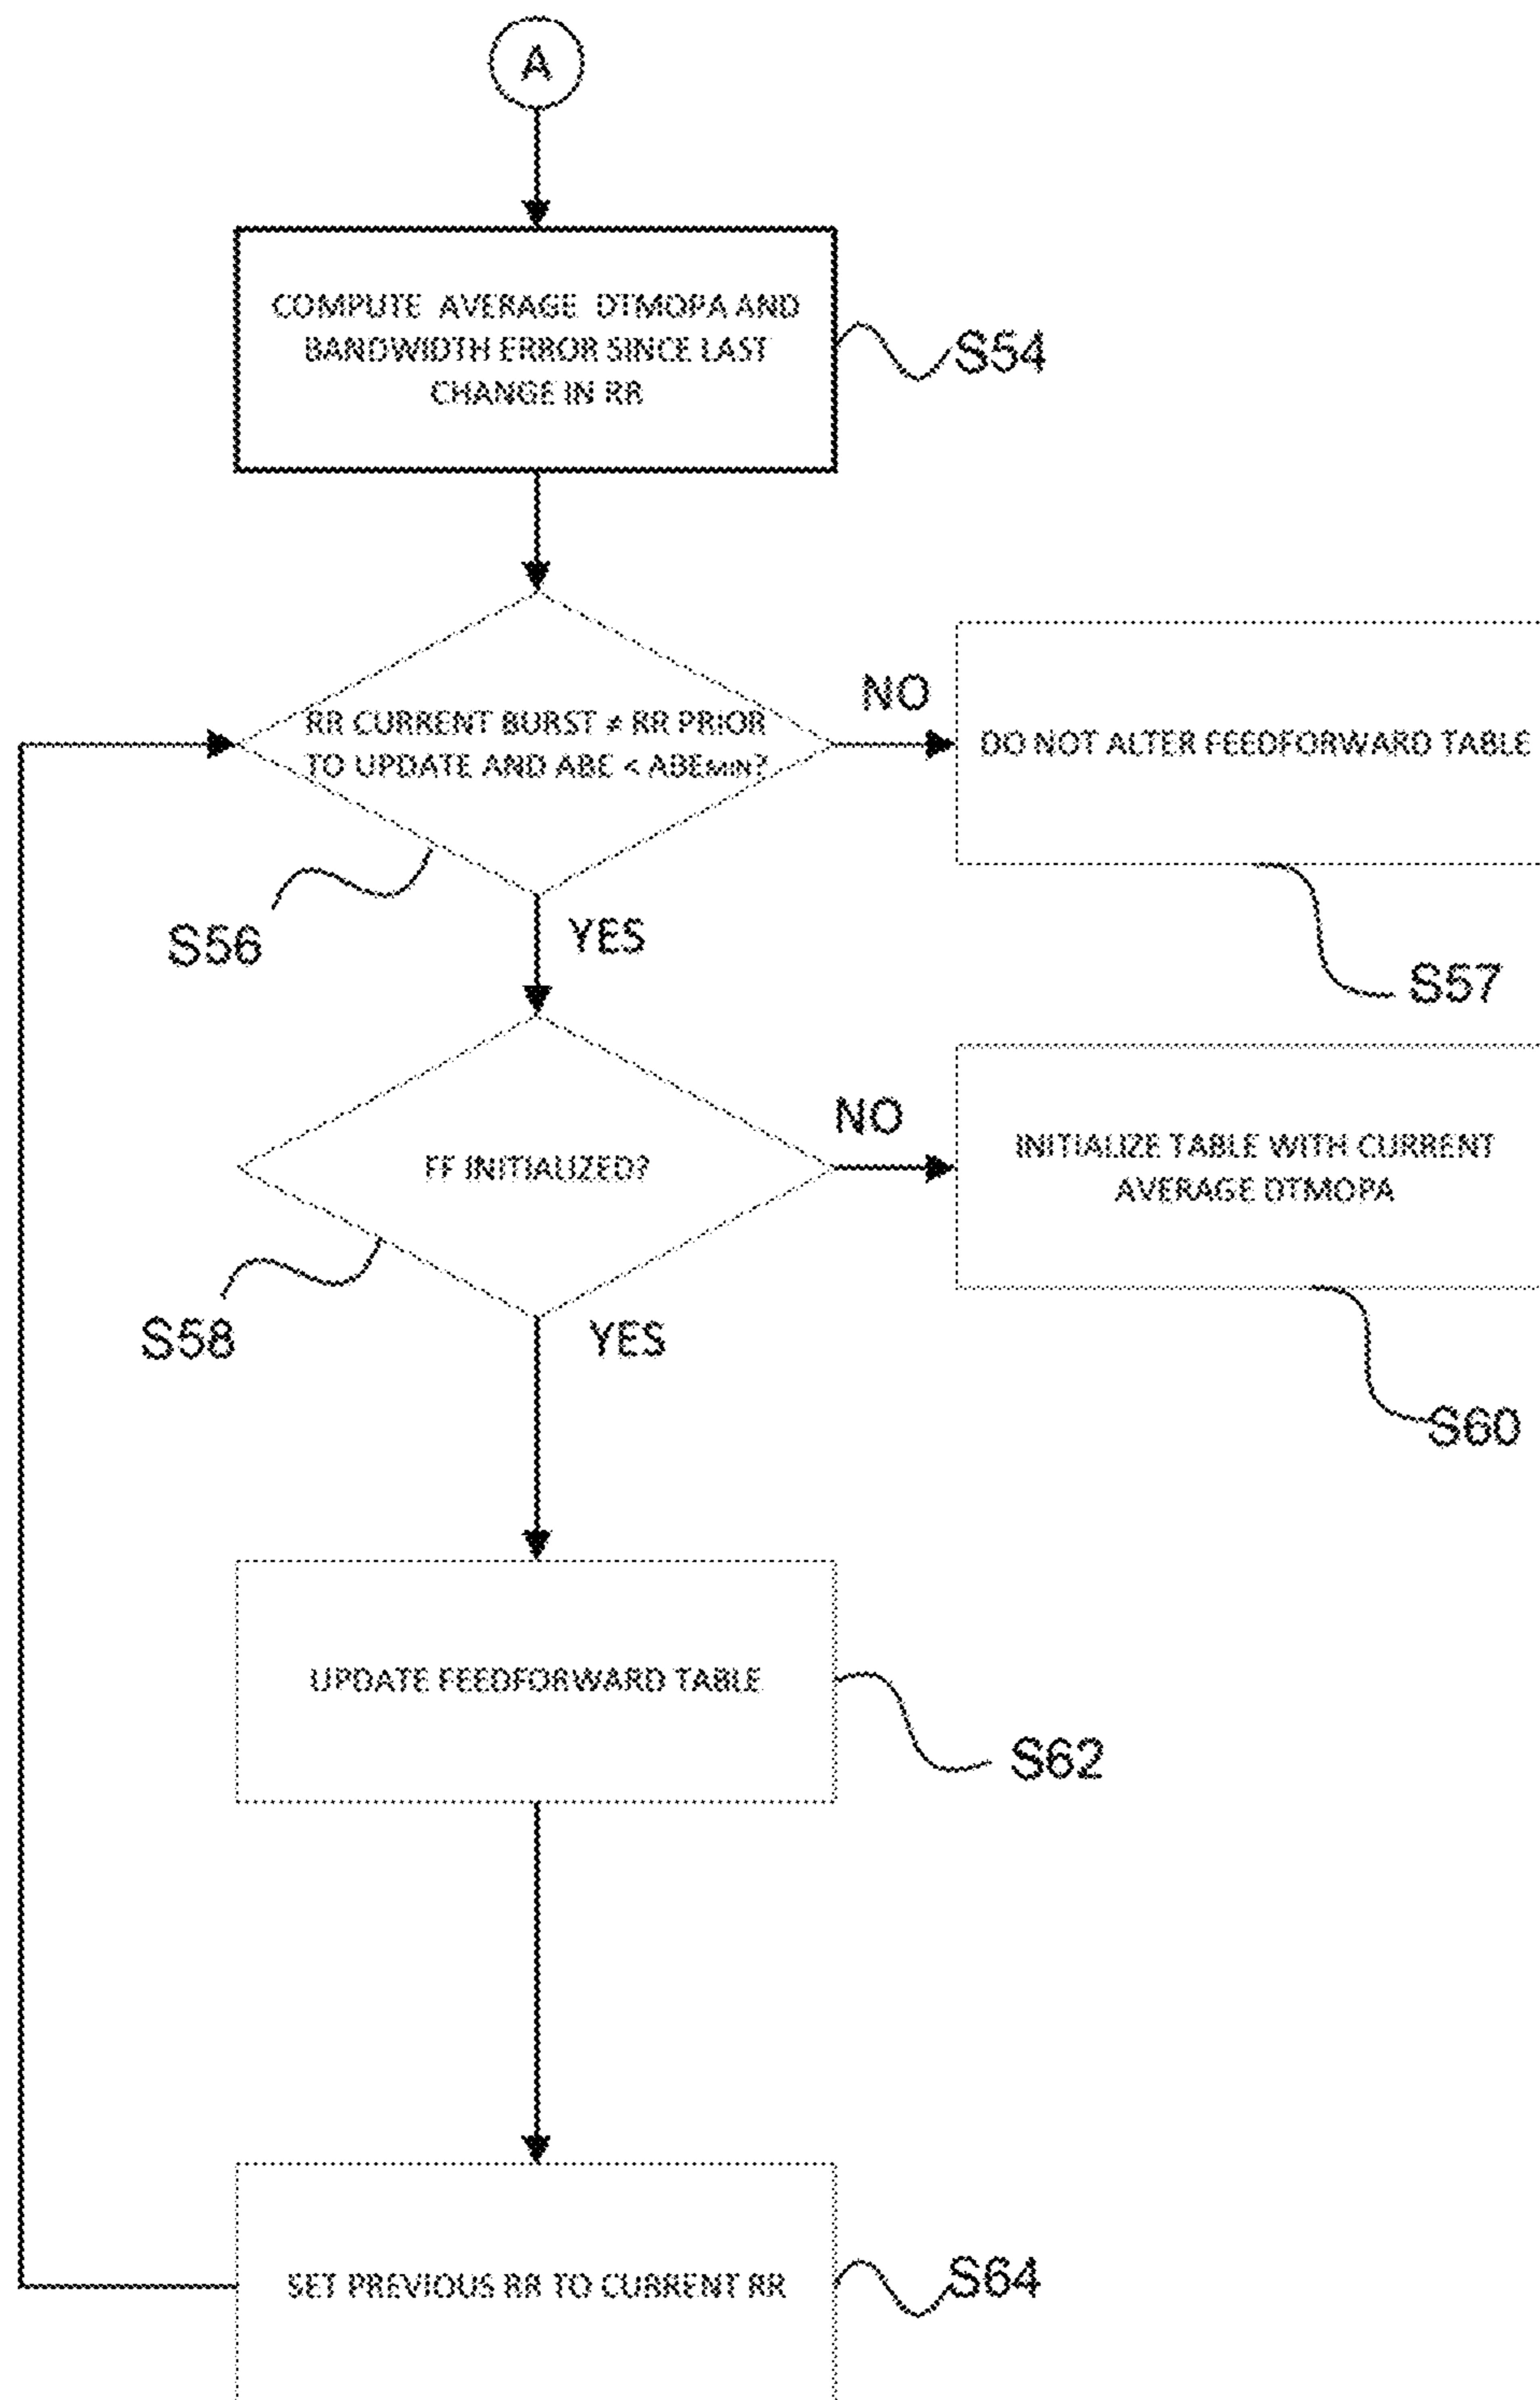 A
COMPUTE AVERAGE DTMOPA AND
BANDWIDTH ERROR SINCE LAST
CHANGE IN RR
S54
RR CURRENT BURST ≠ RR PRIOR
TO UPDATE AND ABE < ABEMIN?
NO
DO NOT ALTER FEEDFORWARD TABLE
S56
YES
S57
FF INITIALIZED?
NO
INITIALIZE TABLE WITH CURRENT
AVERAGE DTMOPA
S58
YES
S60
UPDATE FEEDFORWARD TABLE
S62
SET PREVIOUS RR TO CURRENT RR
S64